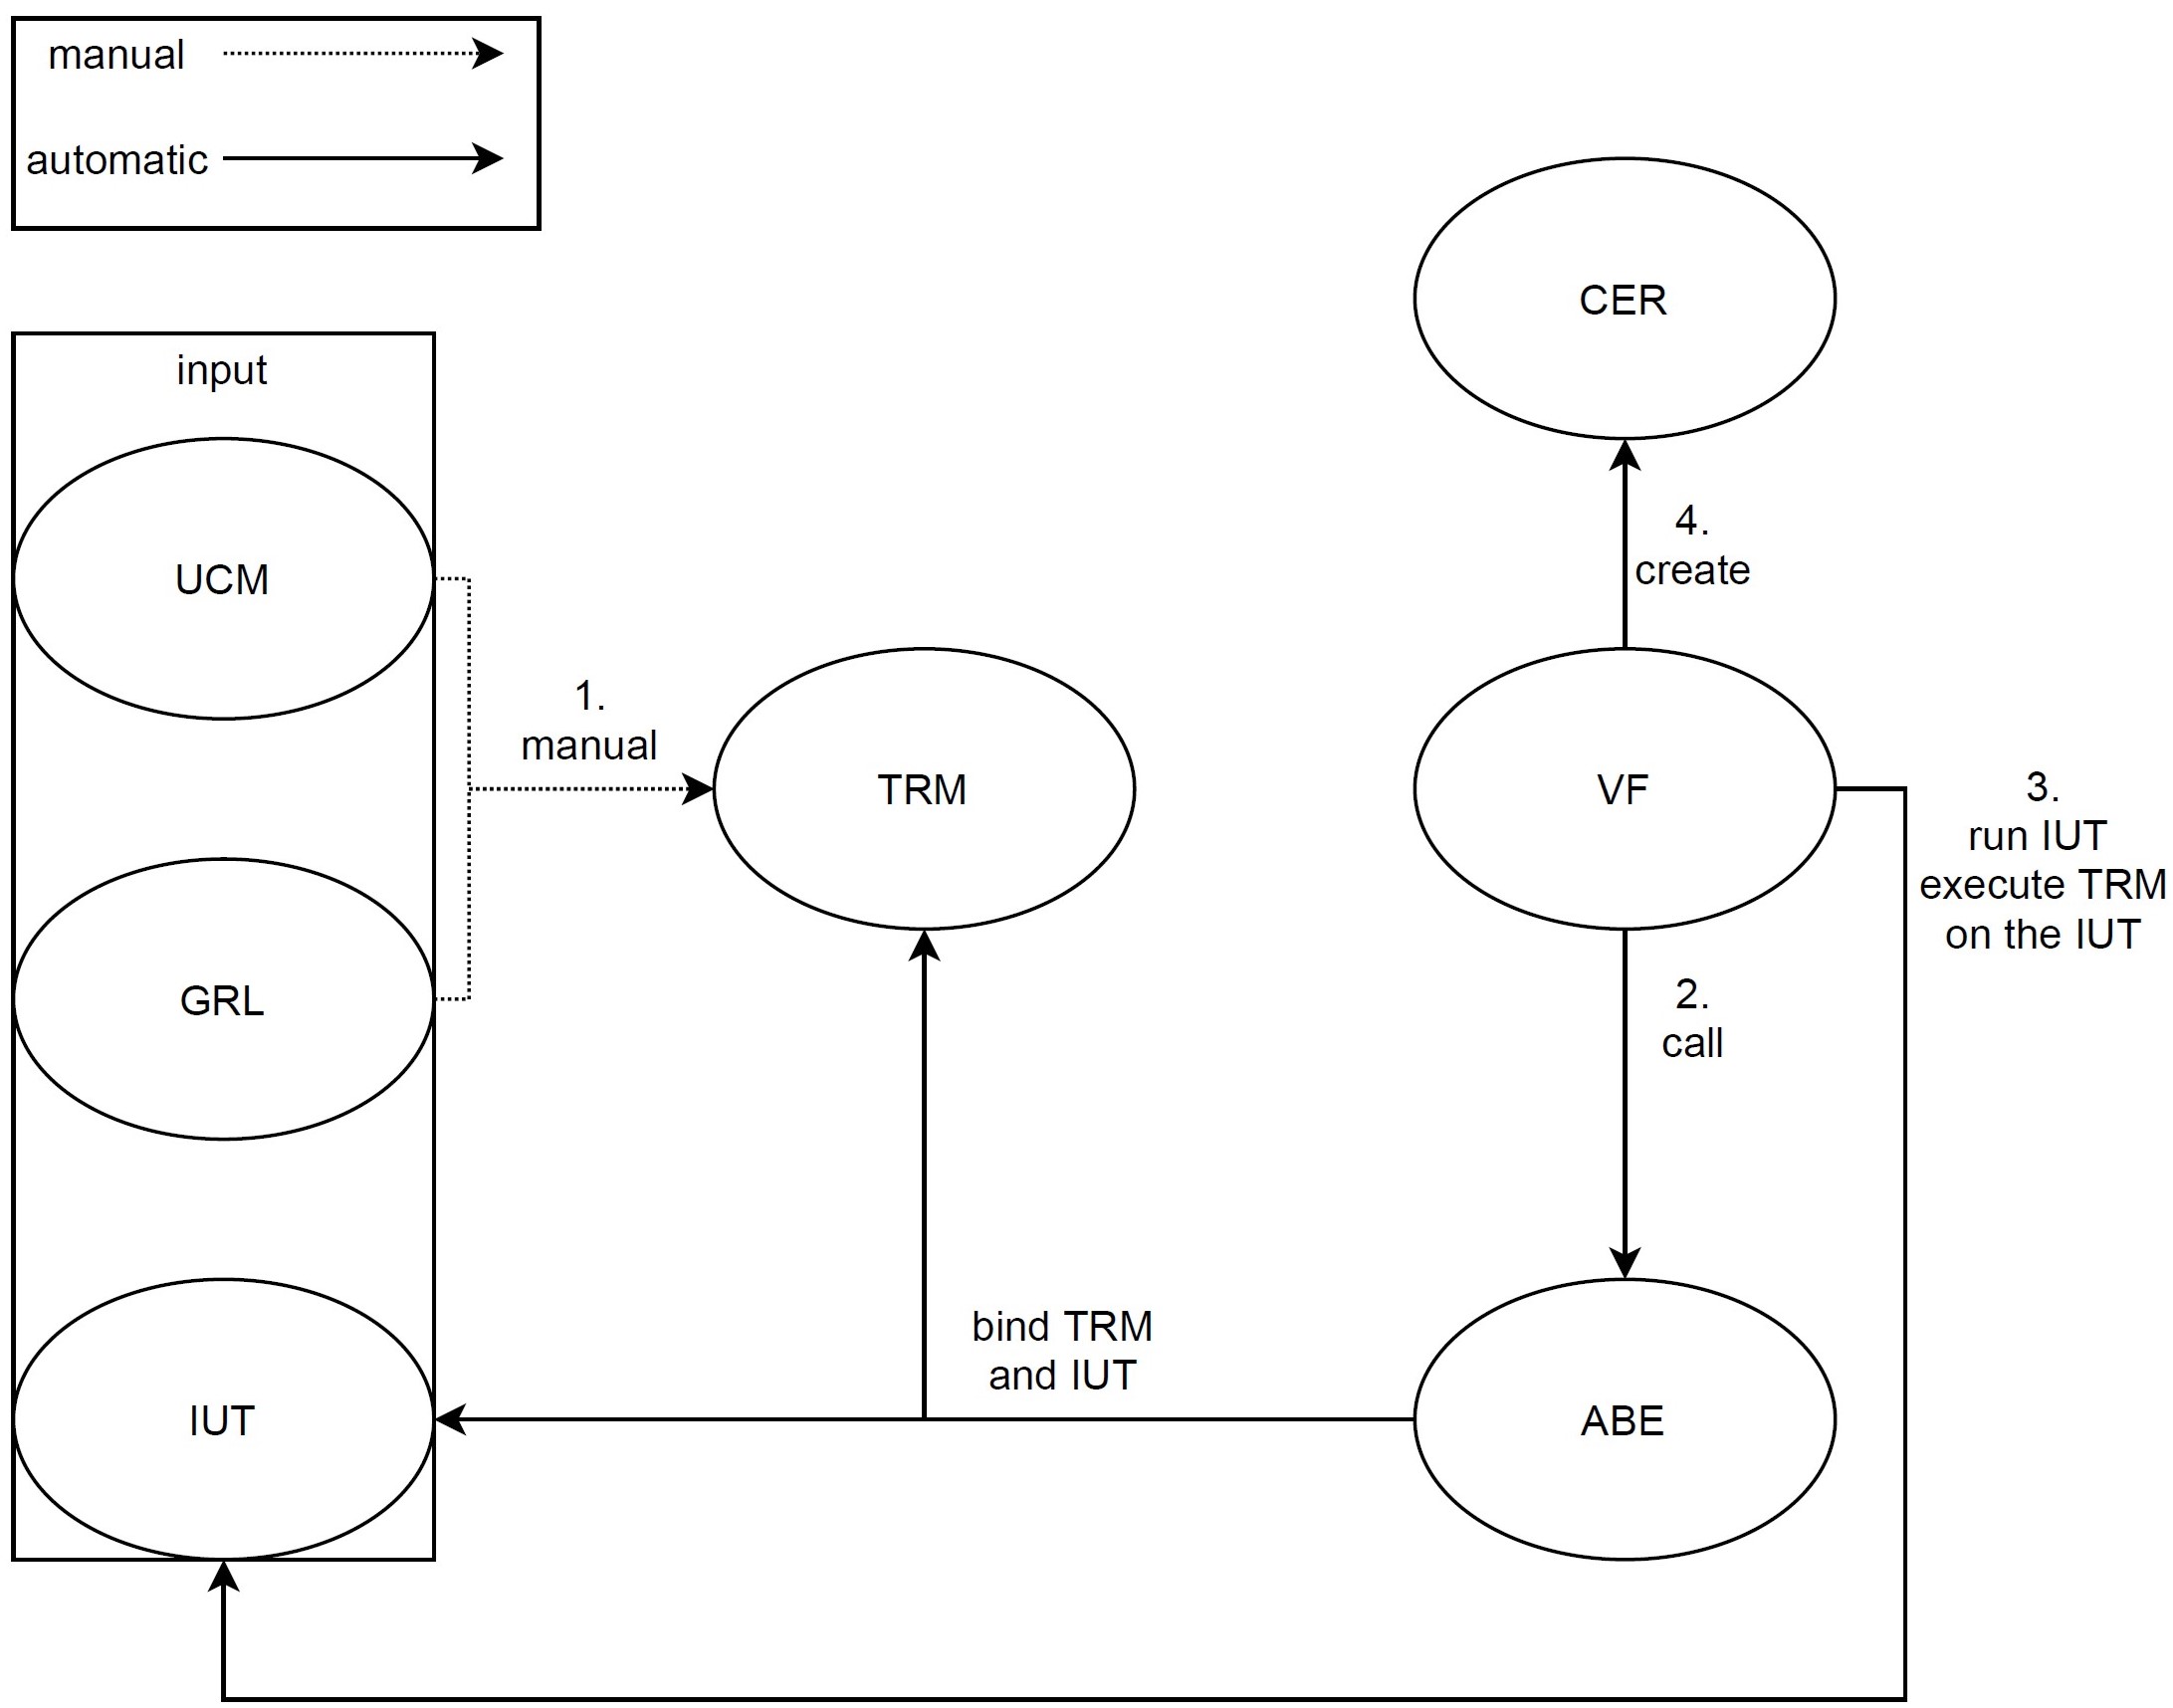 manual
automatic
input
UCM
GRL
IUT
1.
manual
TRM
CER
4.
create
VF
3.
run IUT
execute TRM
on the IUT
2.
call
bind TRM
and IUT
ABE